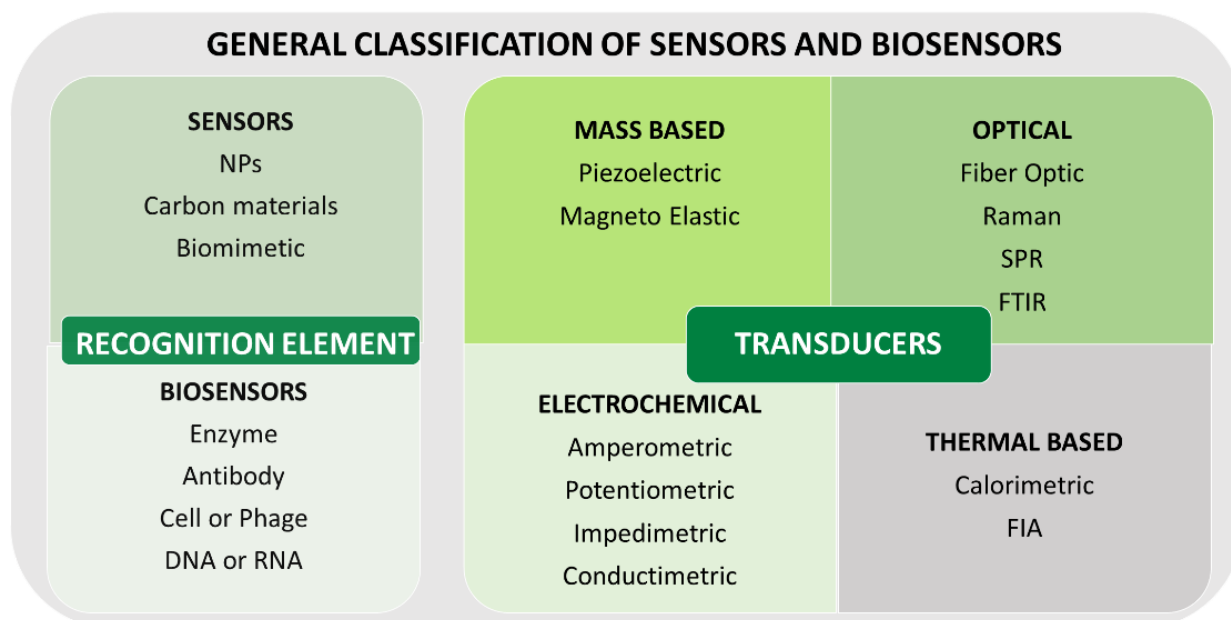 GENERAL CLASSIFICATION OF SENSORS AND BIOSENSORS
SENSORS
NPs
Carbon materials
Biomimetic
RECOGNITION ELEMENT
BIOSENSORS
Enzyme
Antibody
Cell or Phage
DNA or RNA
MASS BASED
Piezoelectric
Magneto Elastic
OPTICAL
Fiber Optic
Raman
SPR
FTIR
TRANSDUCERS
ELECTROCHEMICAL
Amperometric
Potentiometric
Impedimetric
Conductimetric
THERMAL BASED
Calorimetric
FIA